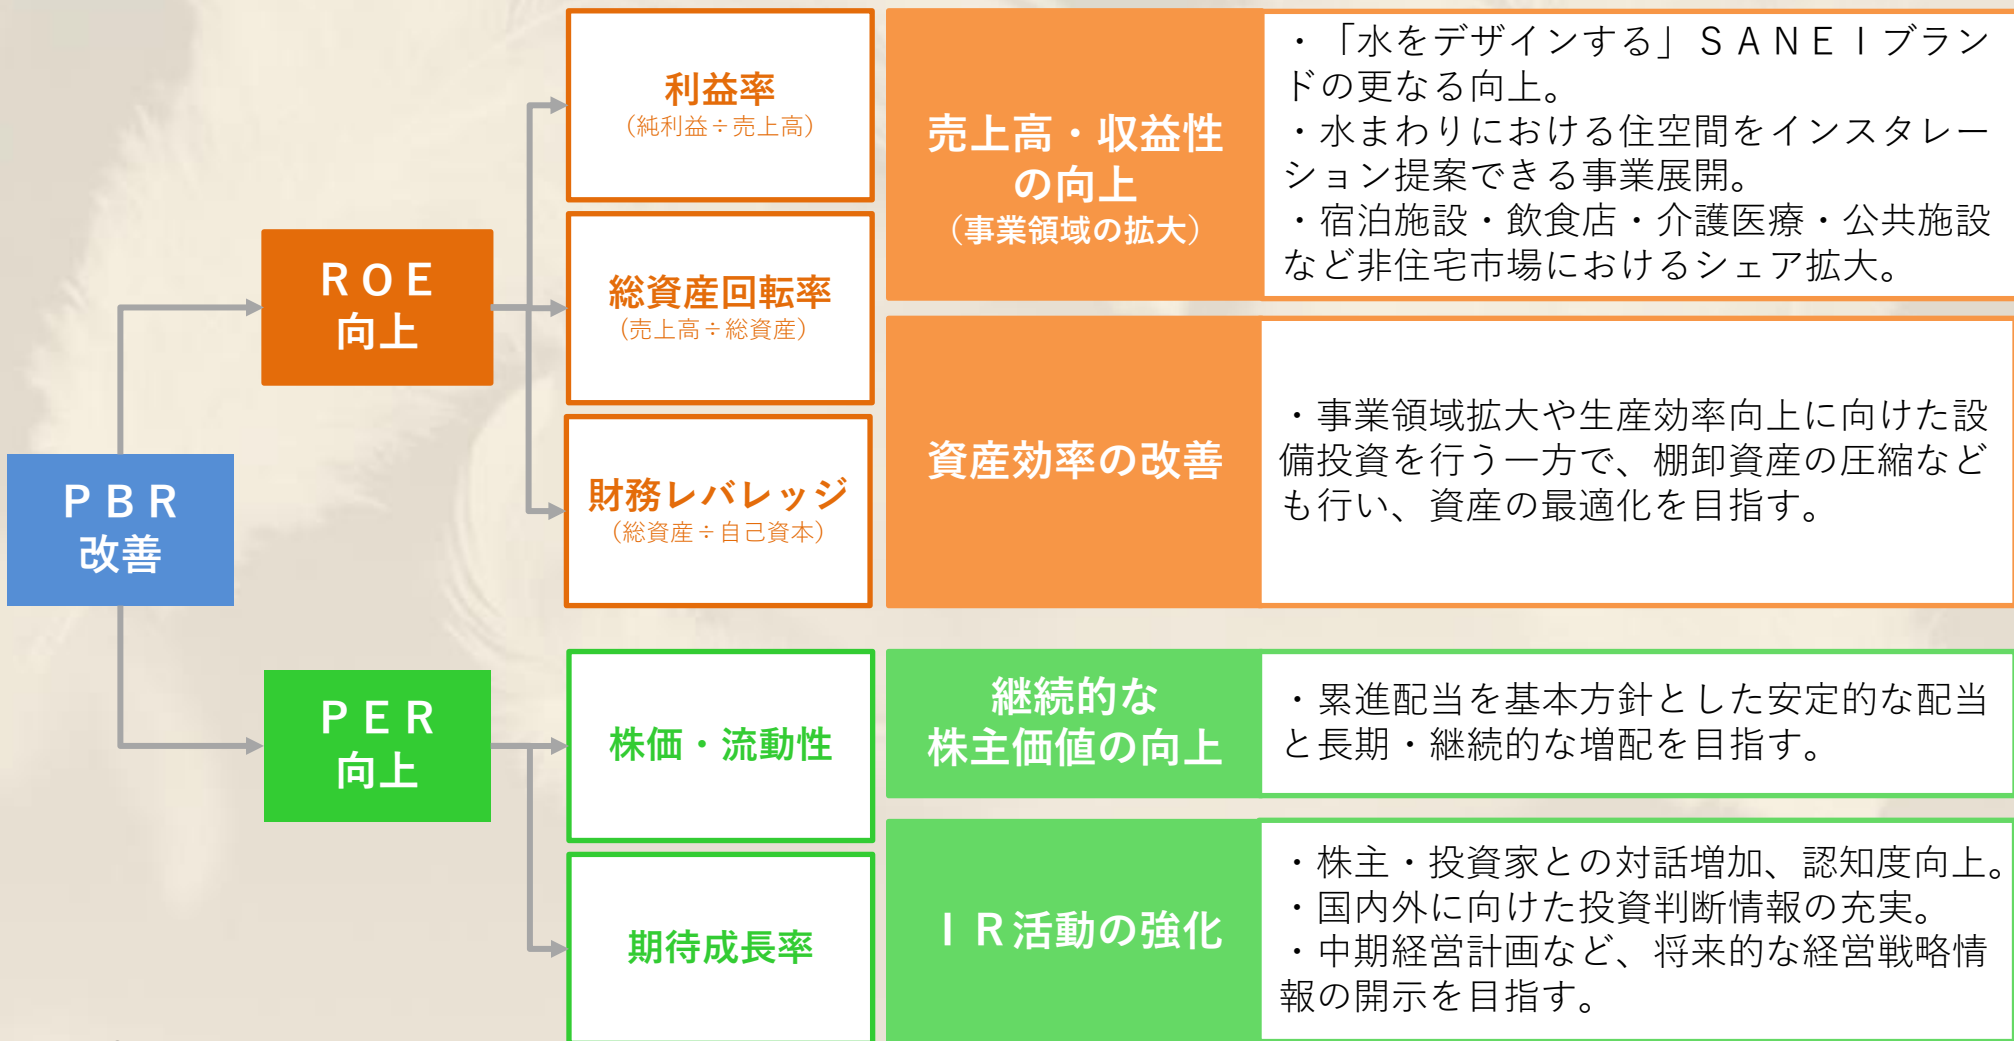 ＰＢＲ
改善
ＲＯＥ
向上
利益率
（純利益÷売上高）
総資産回転率
（売上高÷総資産）
財務レバレッジ
（総資産÷自己資本）
売上高・収益性
の向上
（事業領域の拡大）
・「水をデザインする」ＳＡＮＥＩブラン
ドの更なる向上。
・水まわりにおける住空間をインスタレー
ション提案できる事業展開。
・宿泊施設・飲食店・介護医療・公共施設
など非住宅市場におけるシェア拡大。
資産効率の改善
・事業領域拡大や生産効率向上に向けた設
備投資を行う一方で、棚卸資産の圧縮など
も行い、資産の最適化を目指す。
ＰＥＲ
向上
株価・流動性
期待成長率
継続的な
株主価値の向上
・累進配当を基本方針とした安定的な配当
と長期・継続的な増配を目指す。
ＩＲ活動の強化
・株主・投資家との対話増加、認知度向上。
・国内外に向けた投資判断情報の充実。
・中期経営計画など、将来的な経営戦略情
報の開示を目指す。